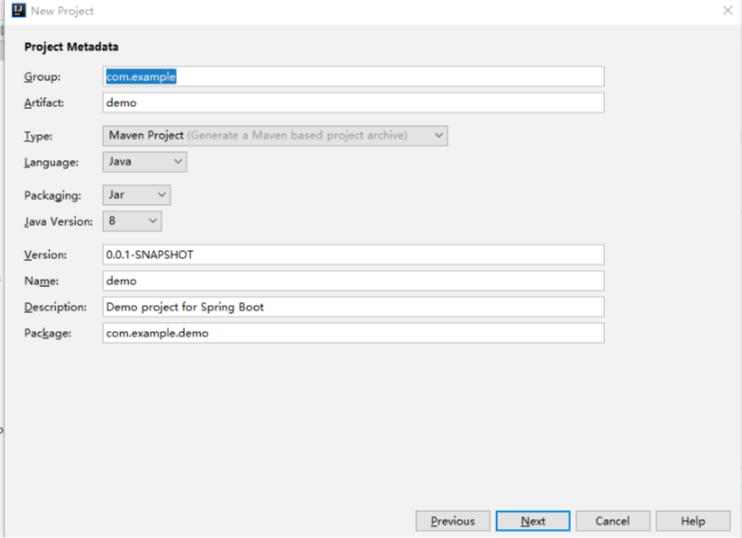 New Project
Project Metadata
Group: com.example
Artifact: demo
Type: Maven Project (Generate a Maven based project archive)
Language: Java
Packaging: Jar
Java Version: 8
Version: 0.0.1-SNAPSHOT
Name: demo
Description: Demo project for Spring Boot
Package: com.example.demo
Previous Next Cancel Help